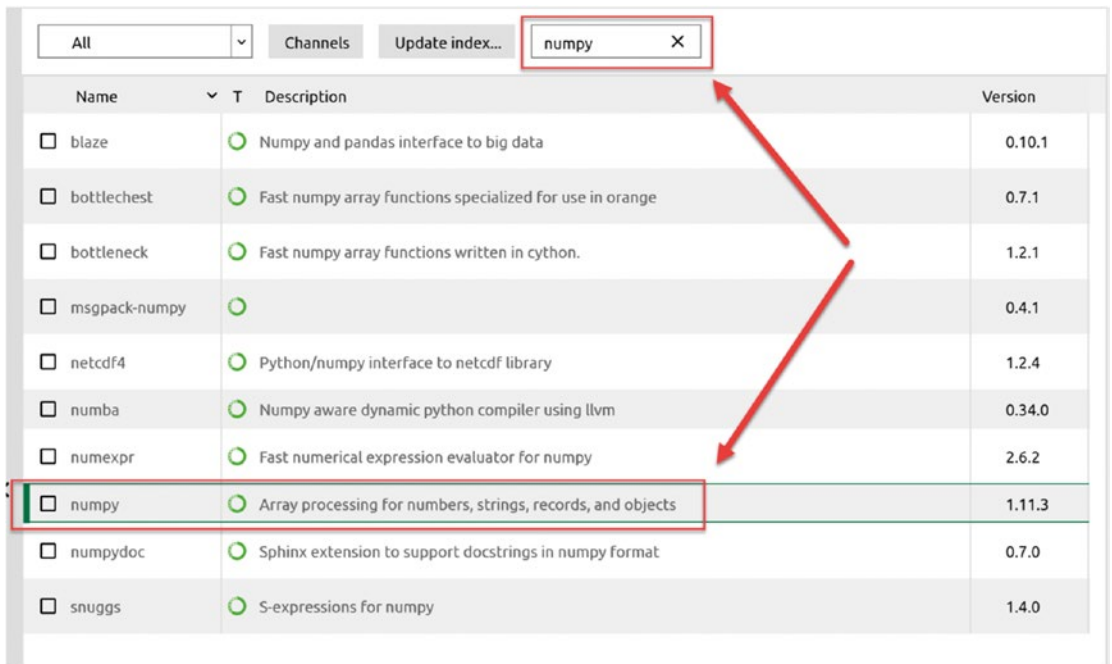 All Channels Update index... numpy
Name T Description Version
blaze Numpy and pandas interface to big data 0.10.1
bottlechest Fast numpy array functions specialized for use in orange 0.7.1
bottleneck Fast numpy array functions written in cython. 1.2.1
msgpack-numpy 0.4.1
netcdf4 Python/numpy interface to netcdf library 1.2.4
numba Numpy aware dynamic python compiler using llvm 0.34.0
numexpr Fast numerical expression evaluator for numpy 2.6.2
numpy Array processing for numbers, strings, records, and objects 1.11.3
numpydoc Sphinx extension to support docstrings in numpy format 0.7.0
snuggs S-expressions for numpy 1.4.0